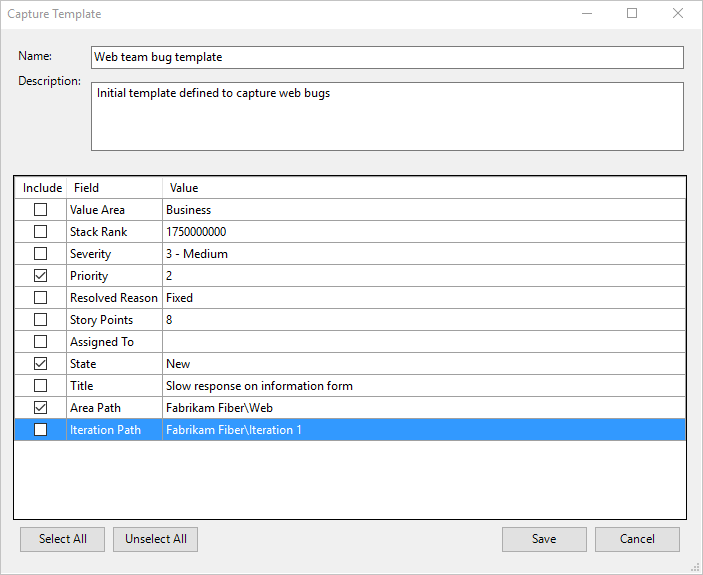 Capture Template
Name: Web team bug template
Description: Initial template defined to capture web bugs
Include Field Value
Value Area Business
Stack Rank 1750000000
Severity 3 - Medium
Priority 2
Resolved Reason Fixed
Story Points 8
Assigned To
State New
Title Slow response on information form
Area Path Fabrikam Fiber\Web
Iteration Path Fabrikam Fiber\Iteration 1
Select All Unselect All Save Cancel